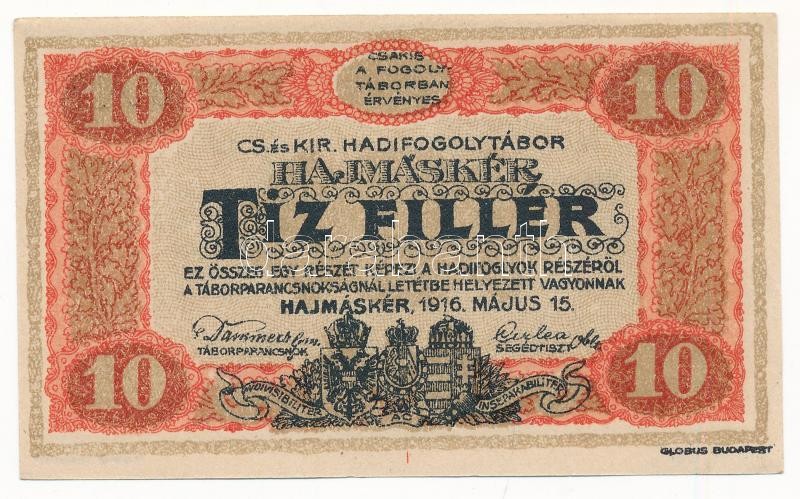 10
CSAKIS
A FOGOLY-
TÁBORBAN
ÉRVÉNYES
10
CS. és KIR. HADIFOGOLYTÁBOR
HAJMÁSKÉR
TÍZ FILLÉR
EZ ÖSSZEG EGY RÉSZÉT KÉPEZI A HADIFOGLYOK RÉSZÉRŐL
A TÁBORPARANCSNOKSÁGNÁL LETÉTBE HELYEZETT VAGYONNAK
HAJMÁSKÉR, 1916. MÁJUS 15.
TÁBORPARANCSNOK
SEGÉDTISZT
10
INDIVISIBILITER
AC
INSEPARABILITER
10
GLOBUS BUDAPEST